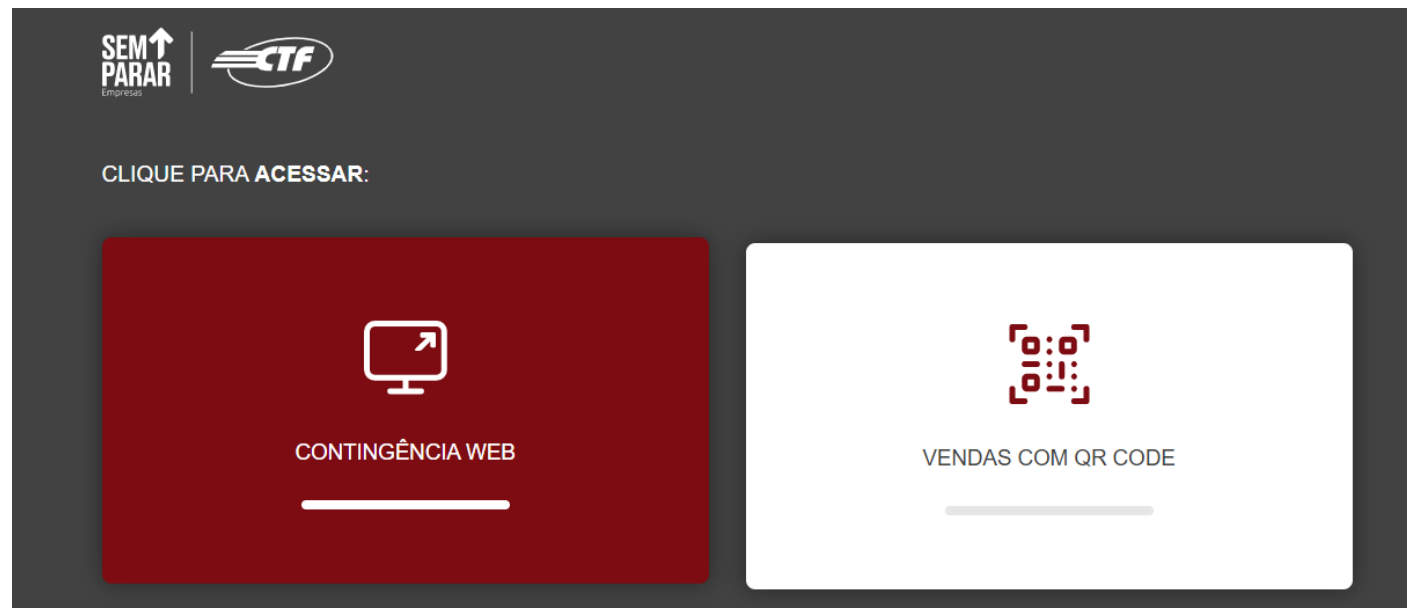 SEM
PARAR
Empresas
CTF
CLIQUE PARA ACESSAR:
CONTINGÊNCIA WEB
VENDAS COM QR CODE